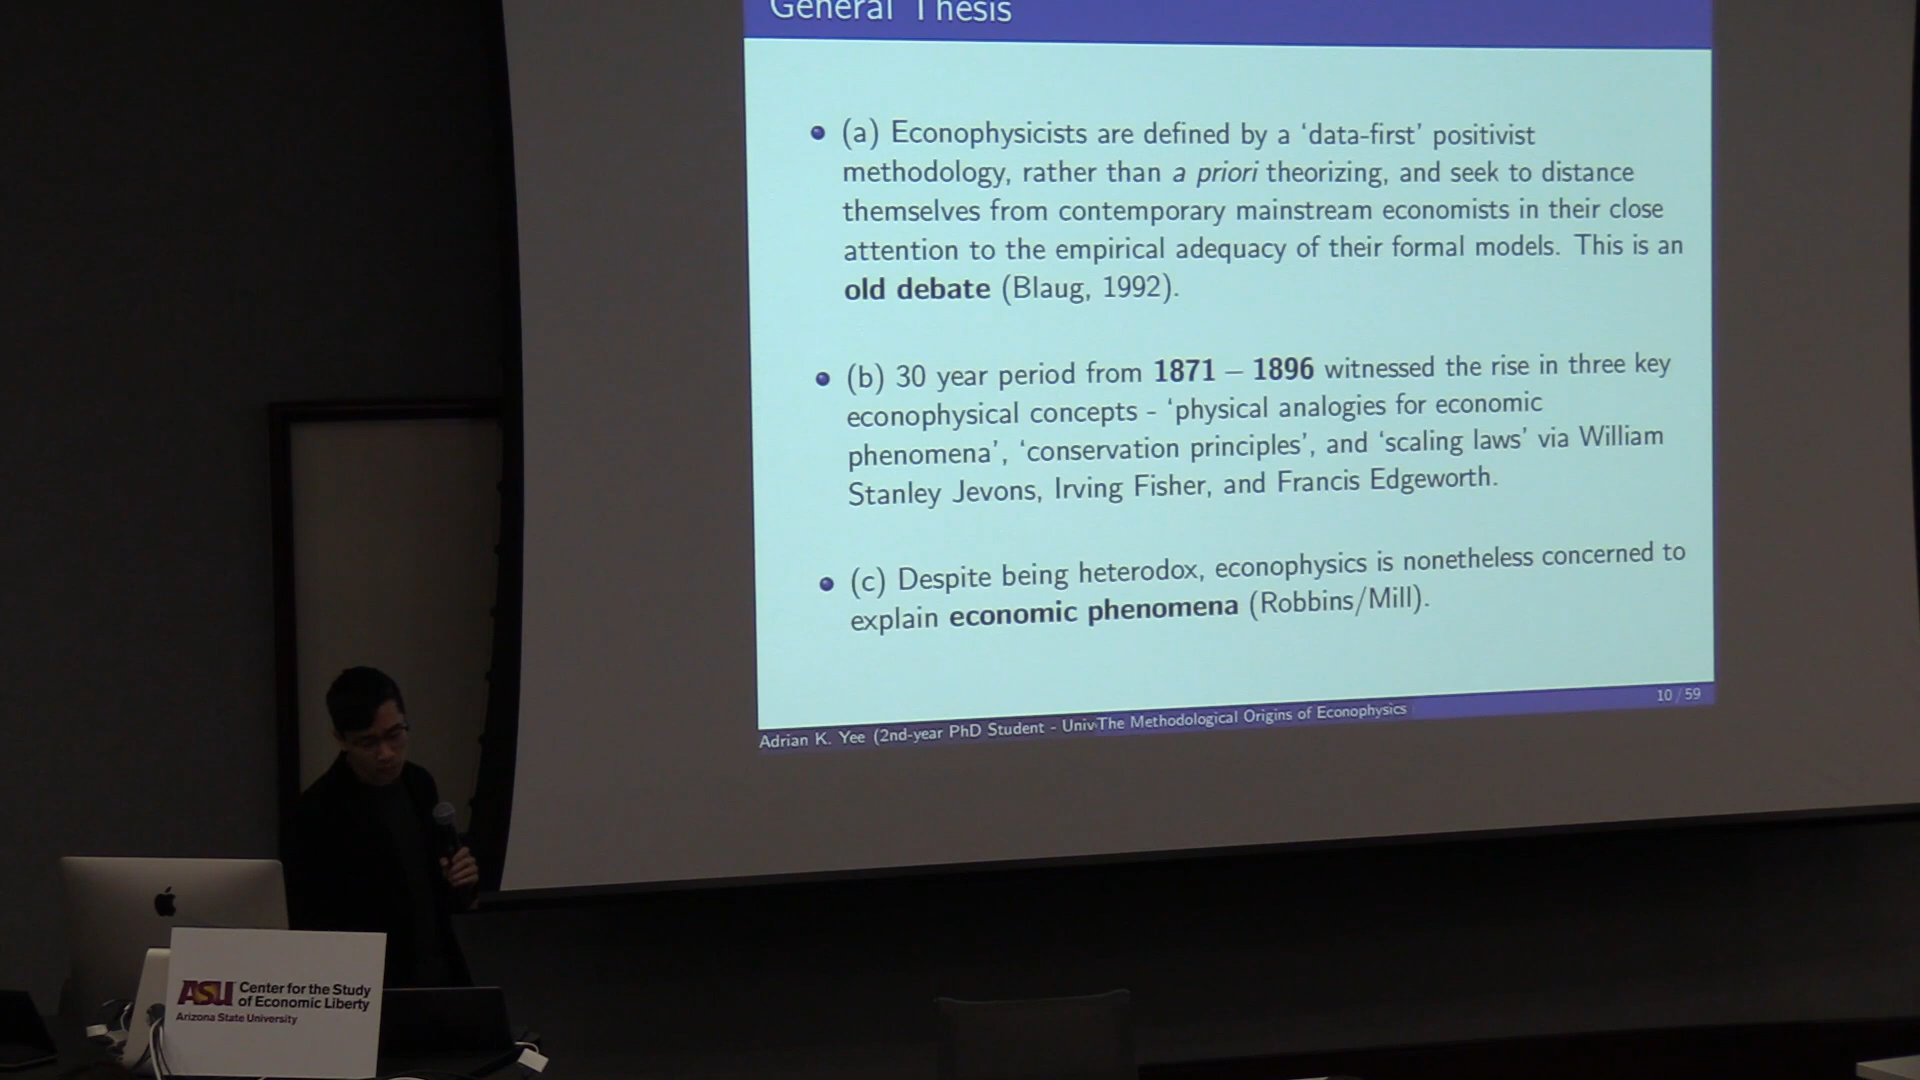 General Thesis
(a) Econophysicists are defined by a ‘data-first’ positivist
methodology, rather than a priori theorizing, and seek to distance
themselves from contemporary mainstream economists in their close
attention to the empirical adequacy of their formal models. This is an
old debate (Blaug, 1992).
(b) 30 year period from 1871 – 1896 witnessed the rise in three key
econophysical concepts - ‘physical analogies for economic
phenomena’, ‘conservation principles’, and ‘scaling laws’ via William
Stanley Jevons, Irving Fisher, and Francis Edgeworth.
(c) Despite being heterodox, econophysics is nonetheless concerned to
explain economic phenomena (Robbins/Mill).
10 / 59
Adrian K. Yee (2nd-year PhD Student - Univ The Methodological Origins of Econophysics
ASU Center for the Study
of Economic Liberty
Arizona State University